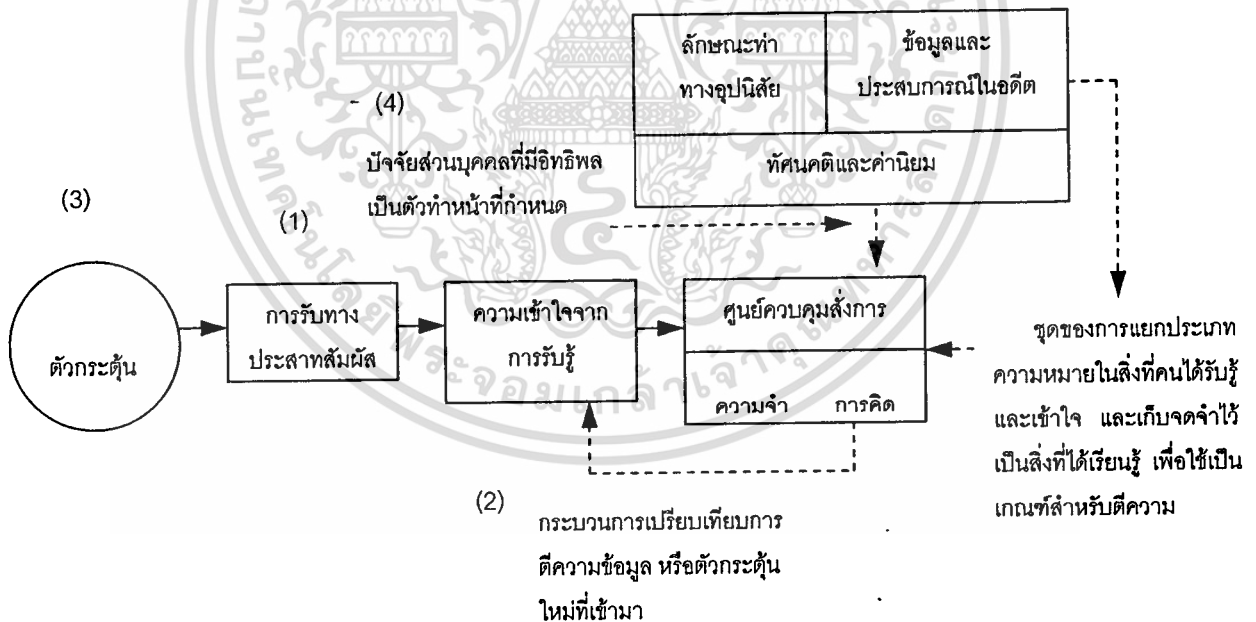 ลักษณะท่า
ทางอุปนิสัย
ข้อมูลและ
ประสบการณ์ในอดีต
ทัศนคติและค่านิยม
- (4)
ปัจจัยส่วนบุคคลที่มีอิทธิพล
เป็นตัวทำหน้าที่กำหนด
(3)
ตัวกระตุ้น
(1)
การรับทาง
ประสาทสัมผัส
ความเข้าใจจาก
การรับรู้
ศูนย์ควบคุมสั่งการ
ความจำ การคิด
ชุดของการแยกประเภท
ความหมายในสิ่งที่คนได้รับรู้
และเข้าใจ และเก็บจดจำไว้
เป็นสิ่งที่ได้เรียนรู้ เพื่อใช้เป็น
เกณฑ์สำหรับตีความ
(2)
กระบวนการเปรียบเทียบการ
ตีความข้อมูล หรือตัวกระตุ้น
ใหม่ที่เข้ามา